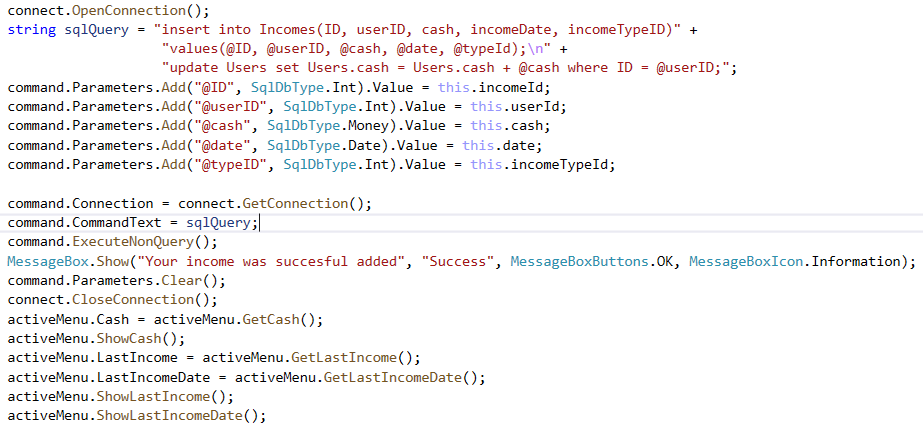 connect.OpenConnection();
string sqlQuery = "insert into Incomes(ID, userID, cash, incomeDate, incomeTypeID)" +
"values(@ID, @userID, @cash, @date, @typeId);\n" +
"update Users set Users.cash = Users.cash + @cash where ID = @userID;";
command.Parameters.Add("@ID", SqlDbType.Int).Value = this.incomeId;
command.Parameters.Add("@userID", SqlDbType.Int).Value = this.userId;
command.Parameters.Add("@cash", SqlDbType.Money).Value = this.cash;
command.Parameters.Add("@date", SqlDbType.Date).Value = this.date;
command.Parameters.Add("@typeID", SqlDbType.Int).Value = this.incomeTypeId;
command.Connection = connect.GetConnection();
command.CommandText = sqlQuery;
command.ExecuteNonQuery();
MessageBox.Show("Your income was succesful added", "Success", MessageBoxButtons.OK, MessageBoxIcon.Information);
command.Parameters.Clear();
connect.CloseConnection();
activeMenu.Cash = activeMenu.GetCash();
activeMenu.ShowCash();
activeMenu.LastIncome = activeMenu.GetLastIncome();
activeMenu.LastIncomeDate = activeMenu.GetLastIncomeDate();
activeMenu.ShowLastIncome();
activeMenu.ShowLastIncomeDate();